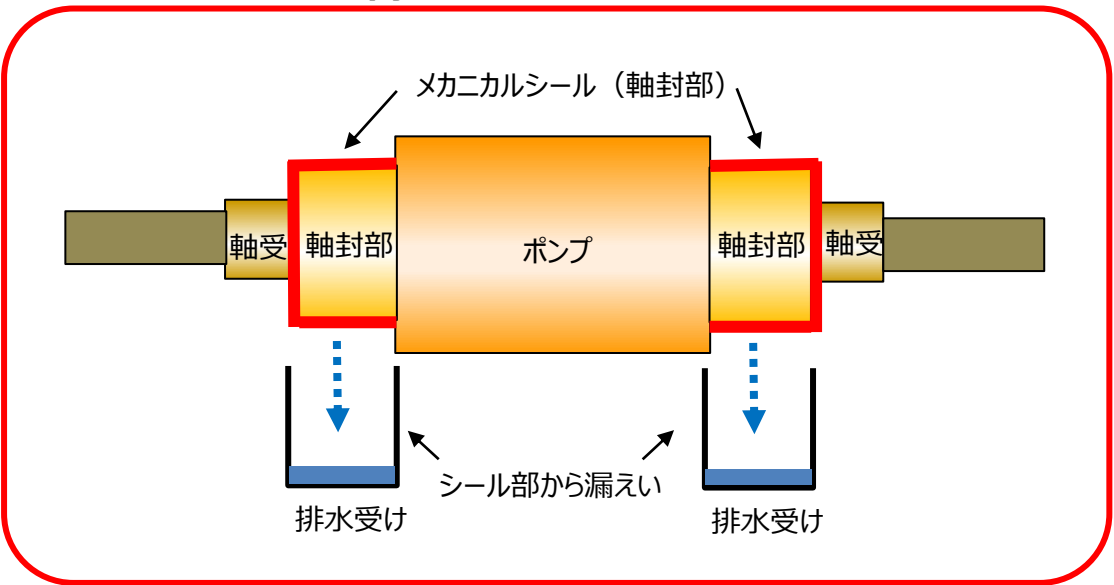 メカニカルシール（軸封部）
軸受
軸封部
ポンプ
軸封部
軸受
シール部から漏えい
排水受け
排水受け